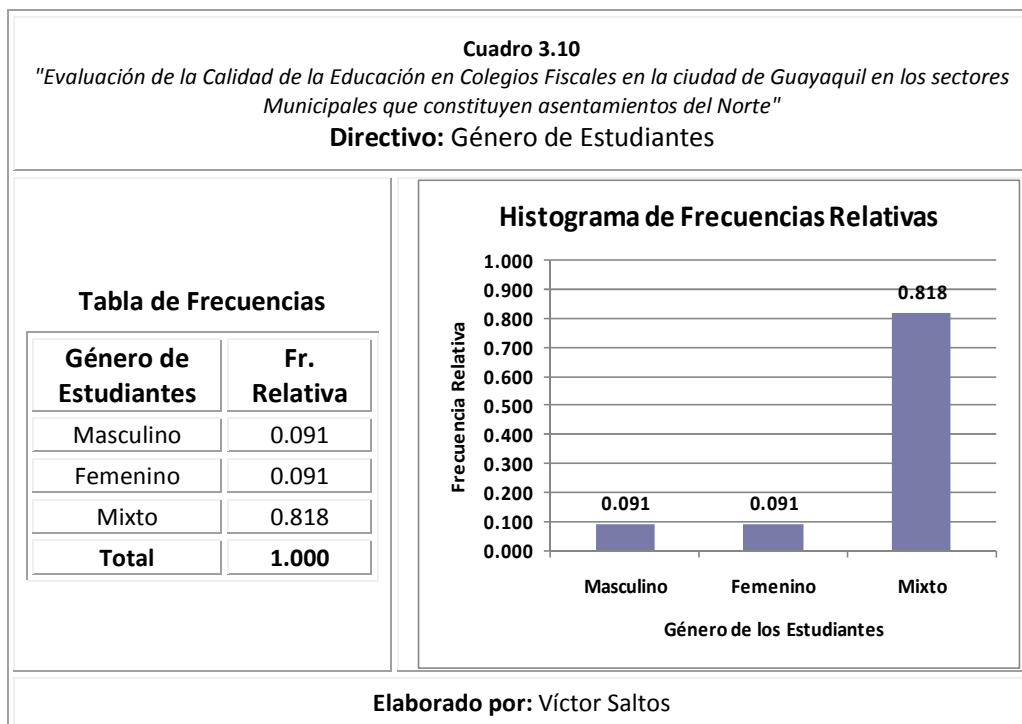 Cuadro 3.10
"Evaluación de la Calidad de la Educación en Colegios Fiscales en la ciudad de Guayaquil en los sectores
Municipales que constituyen asentamientos del Norte"
Directivo: Género de Estudiantes
Tabla de Frecuencias
Género de
Estudiantes
Fr.
Relativa
Masculino 0.091
Femenino 0.091
Mixto 0.818
Total 1.000
Histograma de Frecuencias Relativas
Frecuencia Relativa
1.000
0.900
0.800
0.700
0.600
0.500
0.400
0.300
0.200
0.100
0.000
0.091
0.091
0.818
Masculino Femenino Mixto
Género de los Estudiantes
Elaborado por: Víctor Saltos